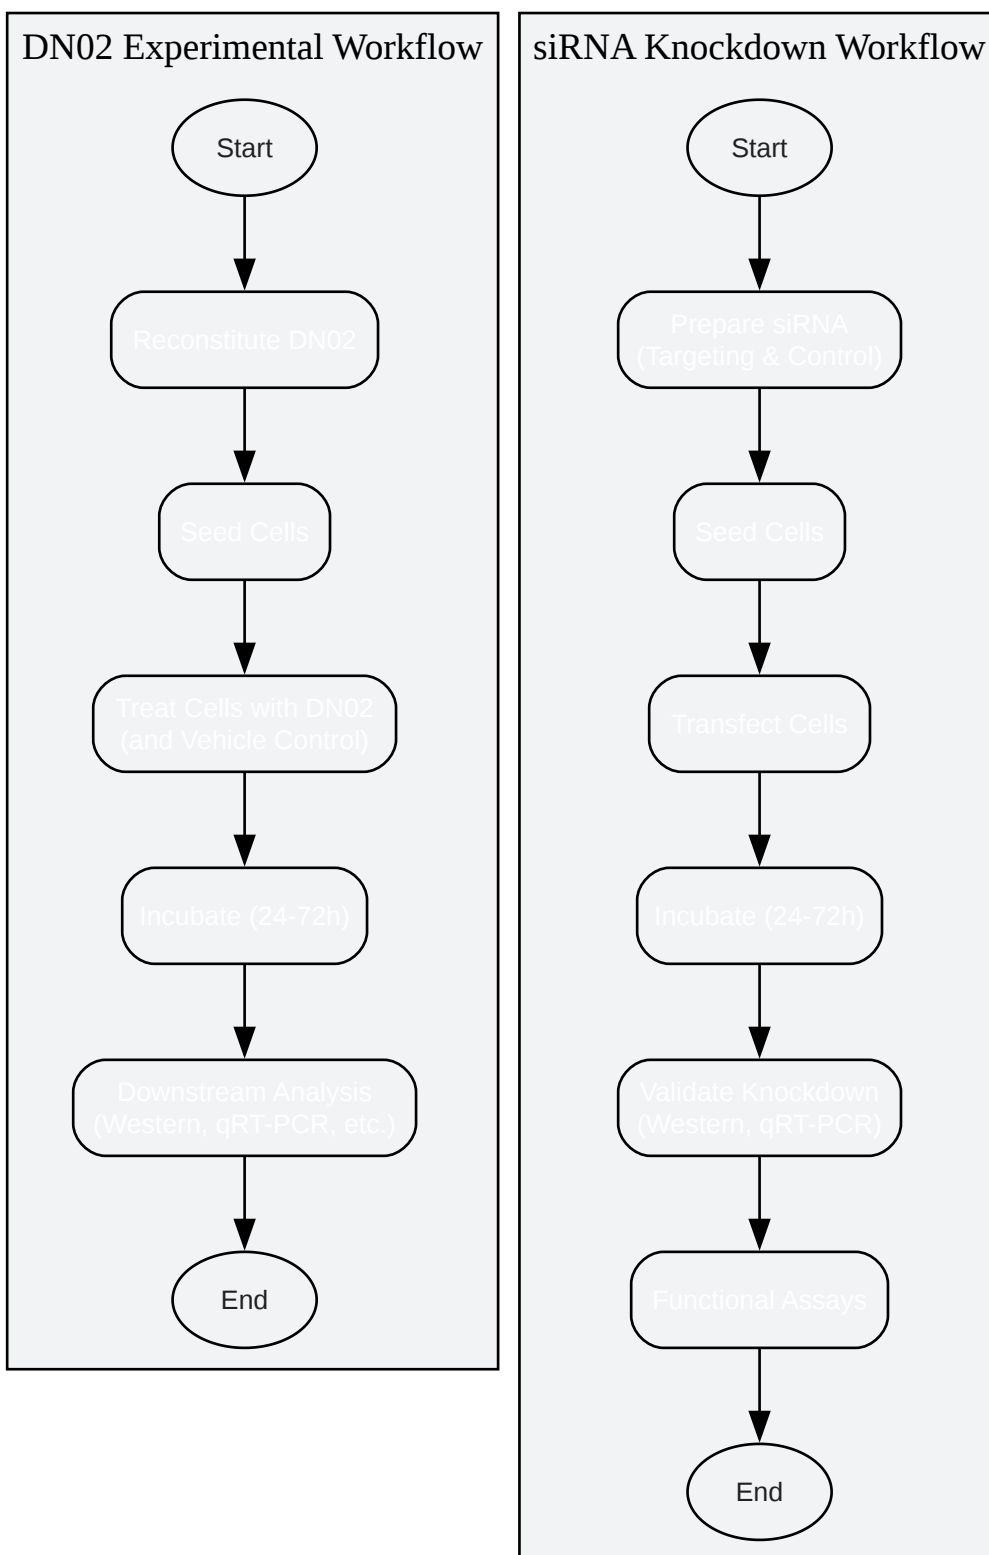 DN02 Experimental Workflow
Start
Reconstitute DN02
Seed Cells
Treat Cells with DN02
(and Vehicle Control)
Incubate (24-72h)
Downstream Analysis
(Western, qRT-PCR, etc.)
End
siRNA Knockdown Workflow
Start
Prepare siRNA
(Targeting & Control)
Seed Cells
Transfect Cells
Incubate (24-72h)
Validate Knockdown
(Western, qRT-PCR)
Functional Assays
End